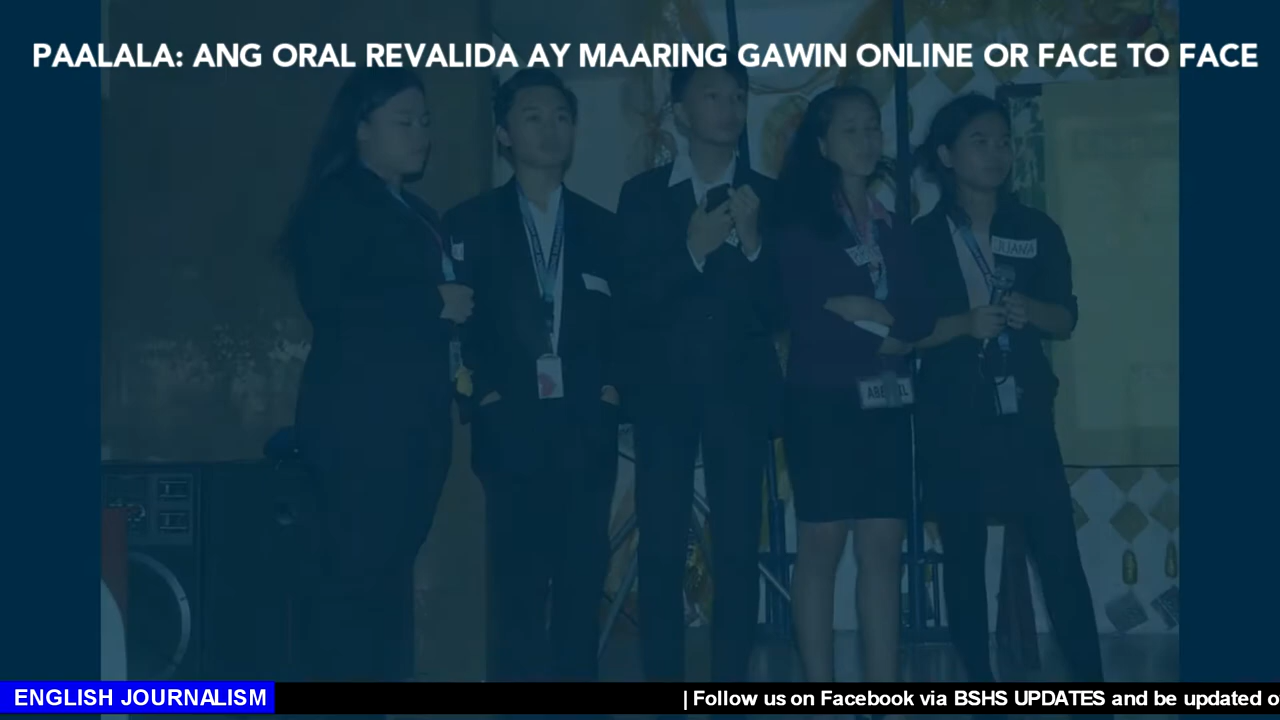 PAALALA: ANG ORAL REVALIDA AY MAARING GAWIN ONLINE OR FACE TO FACE
ENGLISH JOURNALISM
| Follow us on Facebook via BSHS UPDATES and be updated o